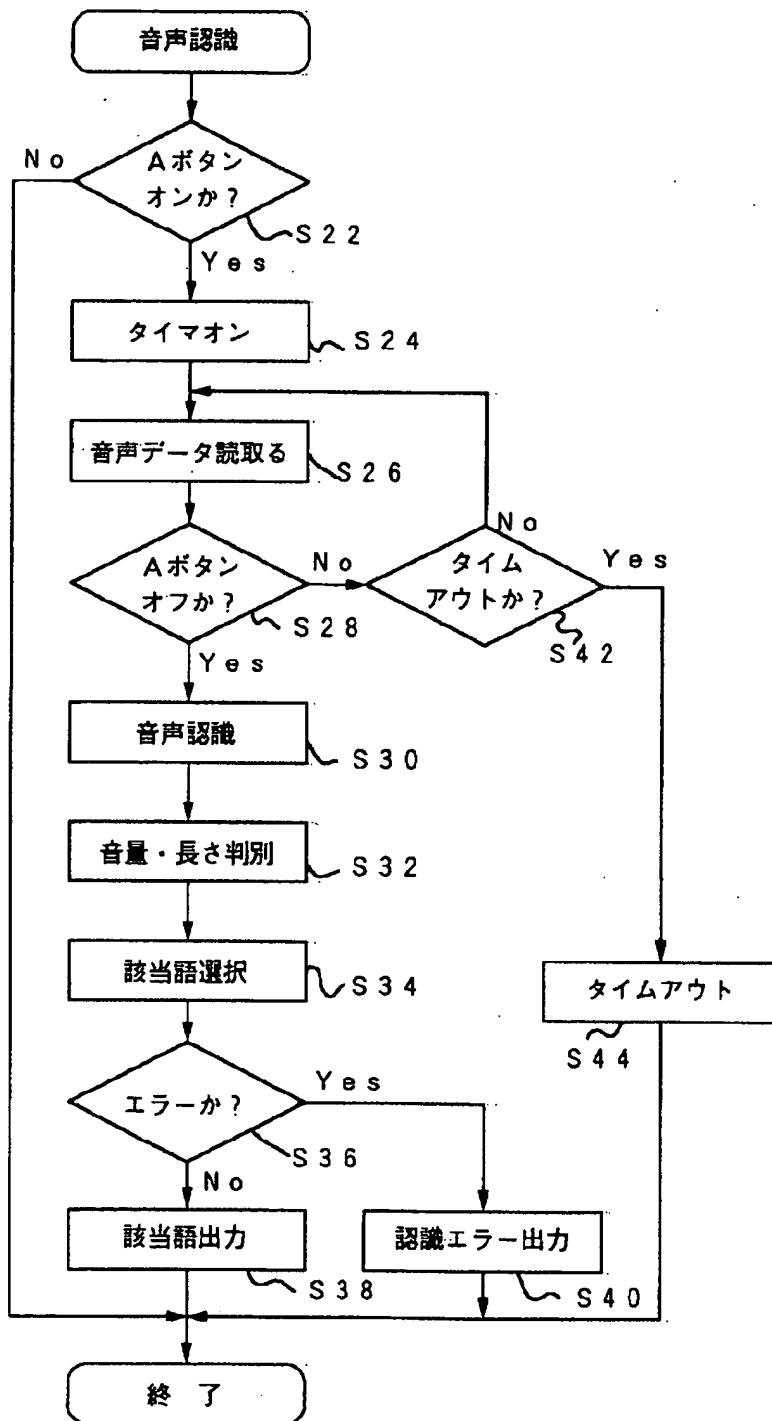 音声認識
No
Aボタン
オンか?
S22
Yes
タイマオン
S24
音声データ読取る
S26
Aボタン
オフか?
S28
No
タイム
アウトか?
S42
No
Yes
Yes
音声認識
S30
音量・長さ判別
S32
該当語選択
S34
タイムアウト
S44
エラーか?
S36
Yes
No
該当語出力
S38
認識エラー出力
S40
終了